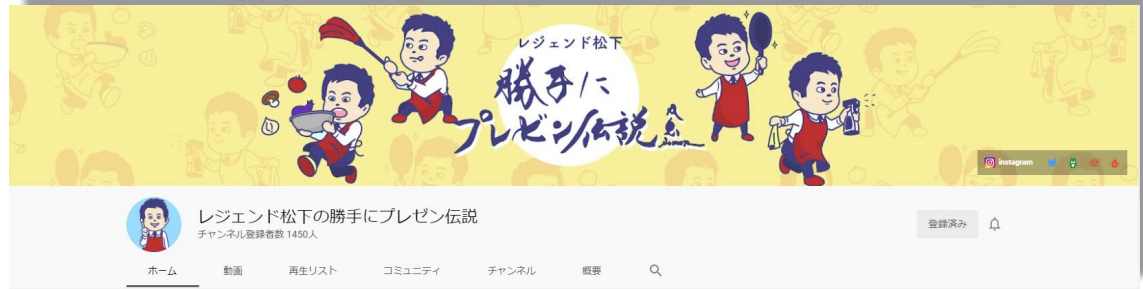 レジェンド松下
勝手に
プレゼン伝説
instagram
レジェンド松下の勝手にプレゼン伝説
チャンネル登録者数 1450人
登録済み
ホーム 動画 再生リスト コミュニティ チャンネル 概要